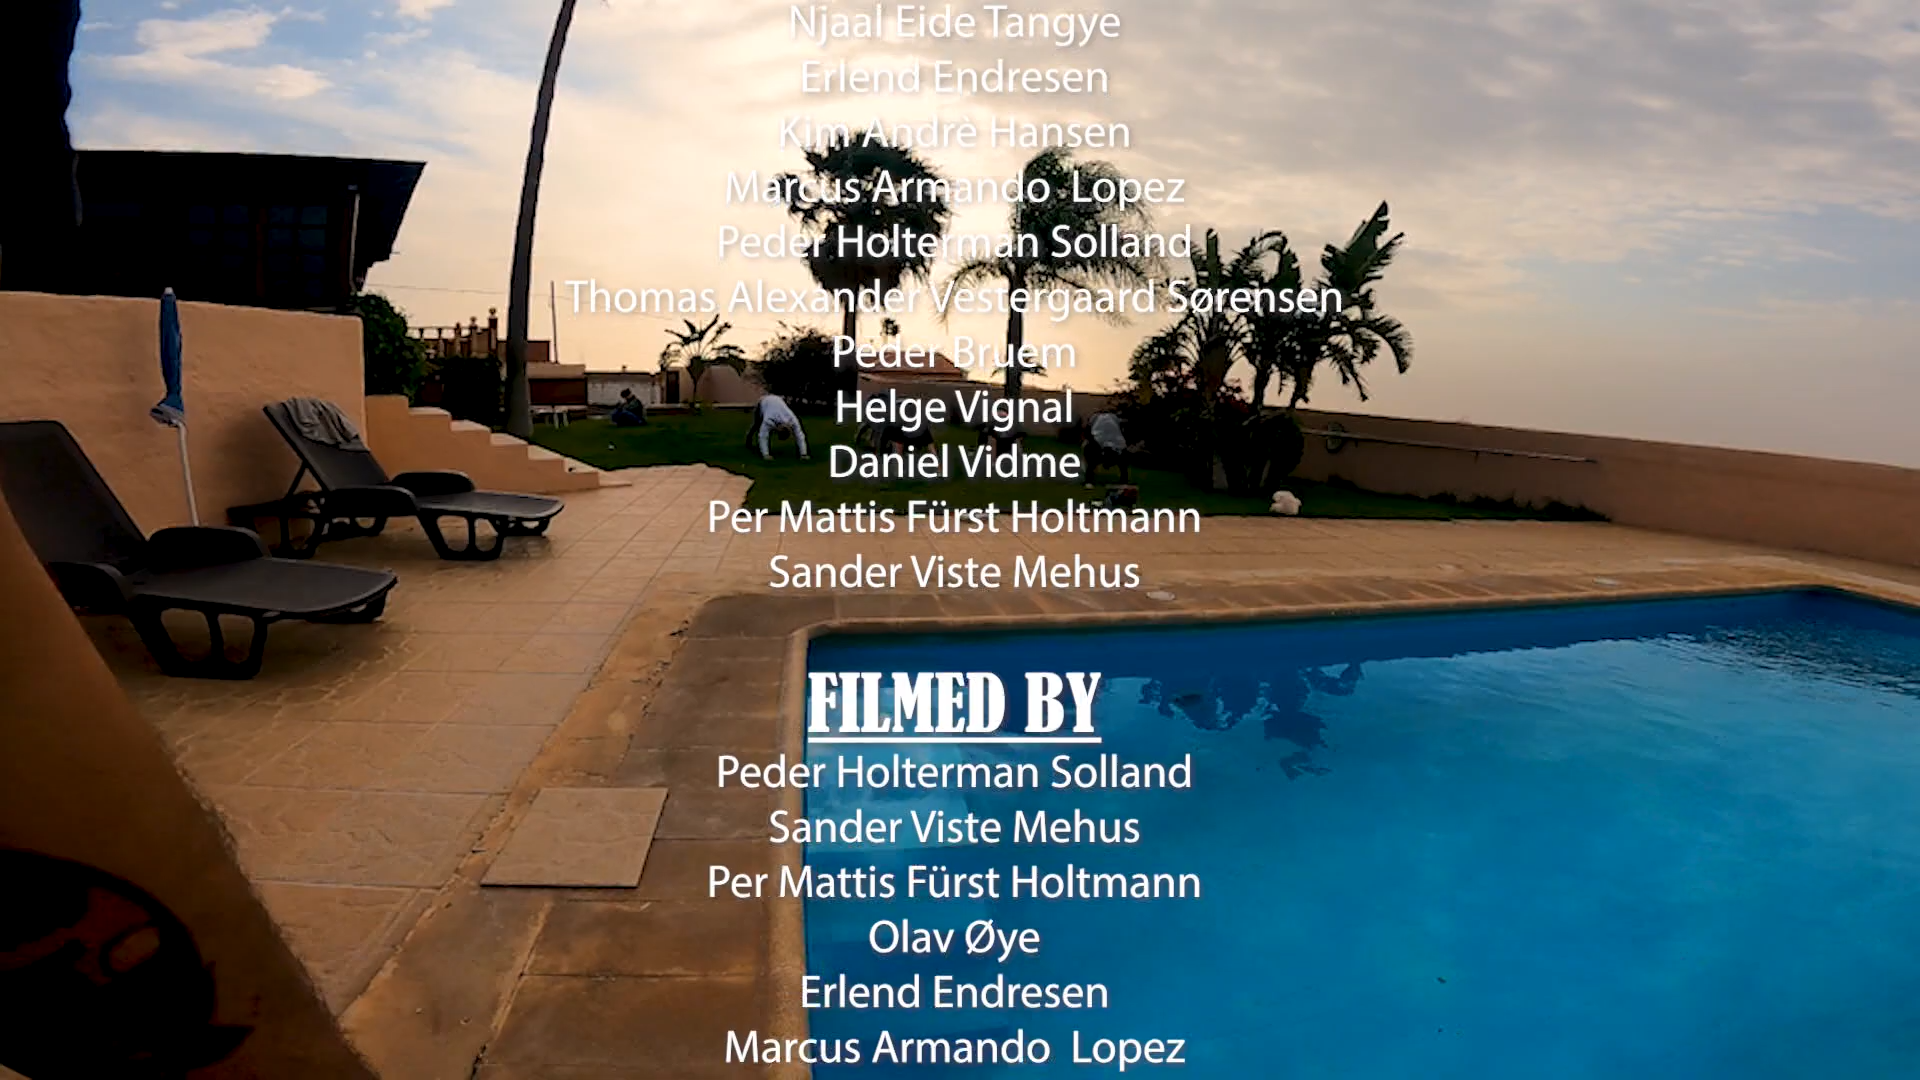 Njaal Eide Tangye
Erlend Endresen
Kim Andrè Hansen
Marcus Armando  Lopez
Peder Holterman Solland
Thomas Alexander Vestergaard Sørensen
Peder Bruem
Helge Vignal
Daniel Vidme
Per Mattis Fürst Holtmann
Sander Viste Mehus
FILMED BY
Peder Holterman Solland
Sander Viste Mehus
Per Mattis Fürst Holtmann
Olav Øye
Erlend Endresen
Marcus Armando  Lopez